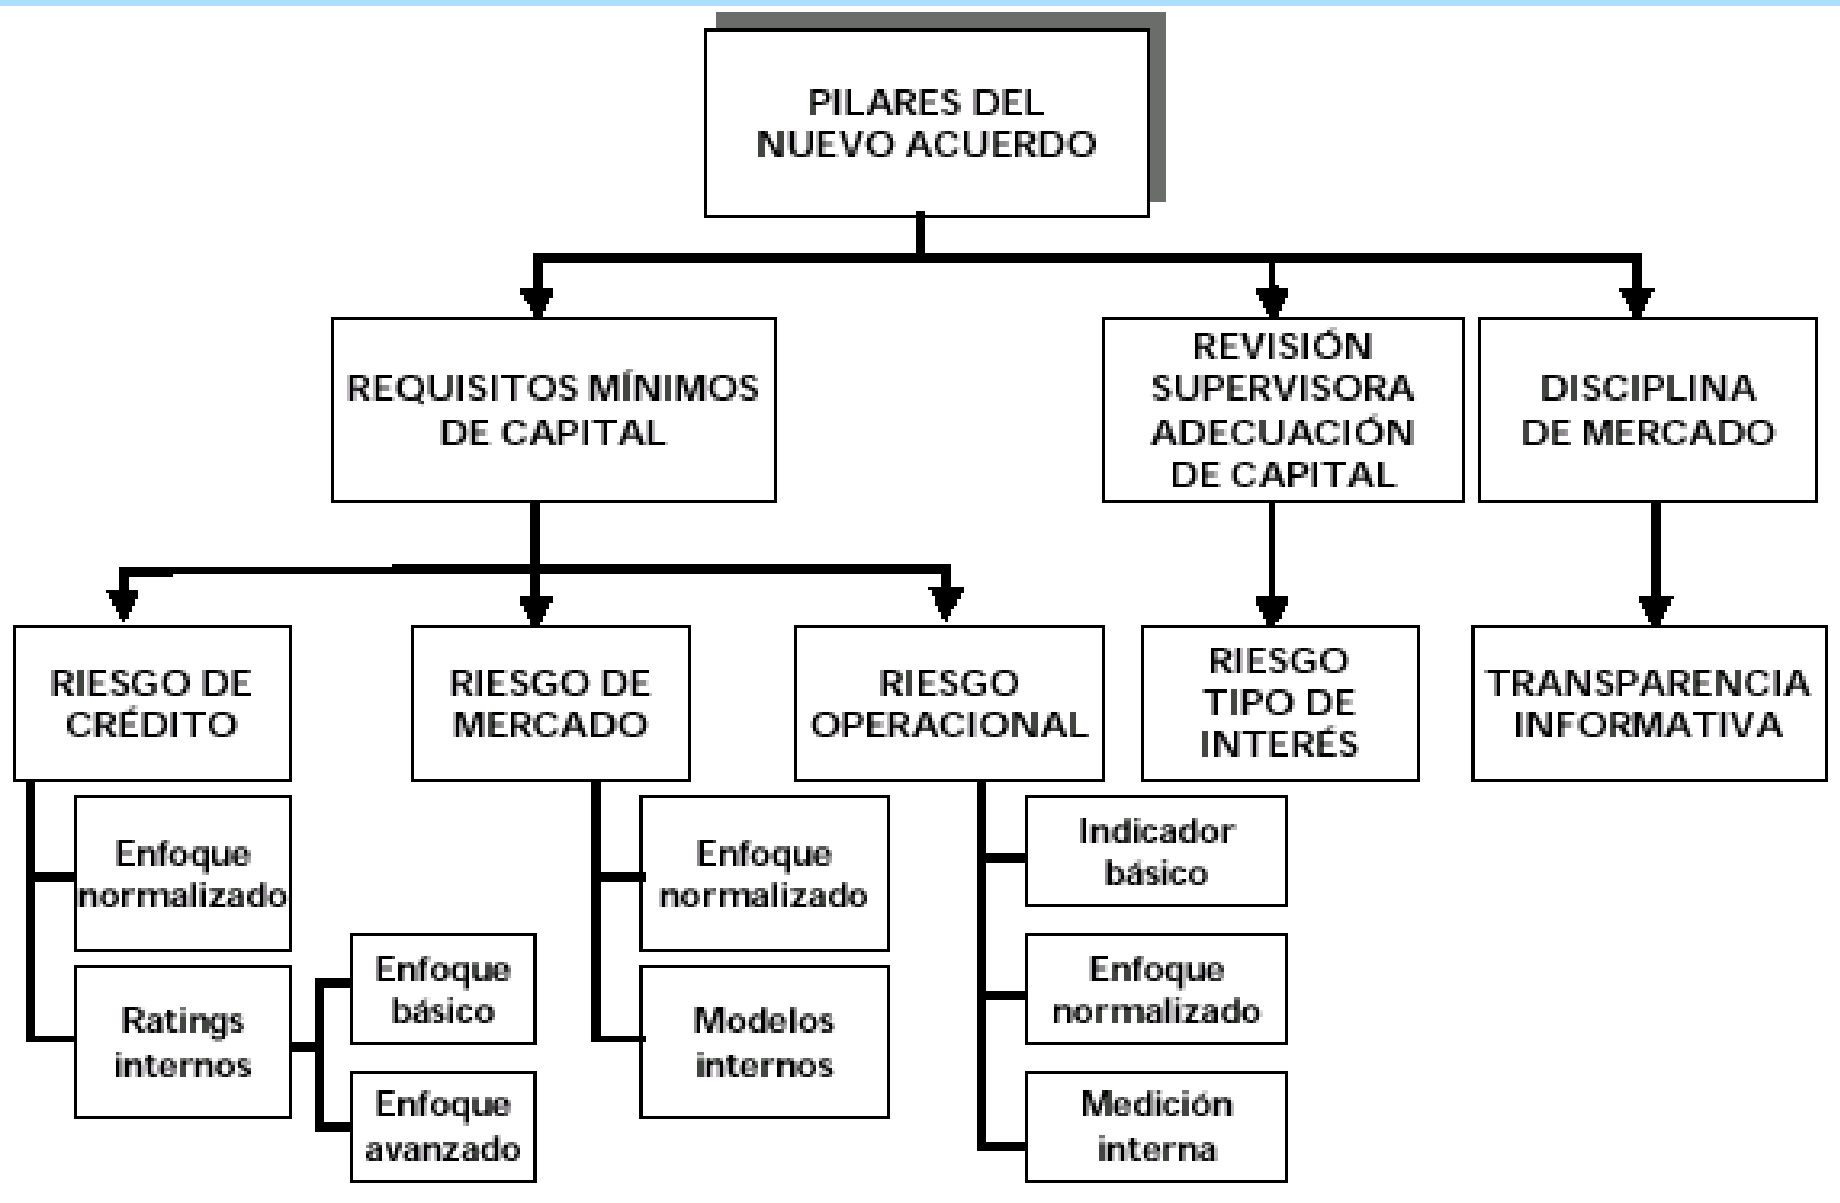 PILARES DEL
NUEVO ACUERDO
REQUISITOS MÍNIMOS
DE CAPITAL
REVISIÓN
SUPERVISORA
ADECUACIÓN
DE CAPITAL
DISCIPLINA
DE MERCADO
RIESGO DE
CRÉDITO
RIESGO DE
MERCADO
RIESGO
OPERACIONAL
RIESGO
TIPO DE
INTERÉS
TRANSPARENCIA
INFORMATIVA
Enfoque
normalizado
Ratings
internos
Enfoque
básico
Enfoque
avanzado
Enfoque
normalizado
Modelos
internos
Indicador
básico
Enfoque
normalizado
Medición
interna